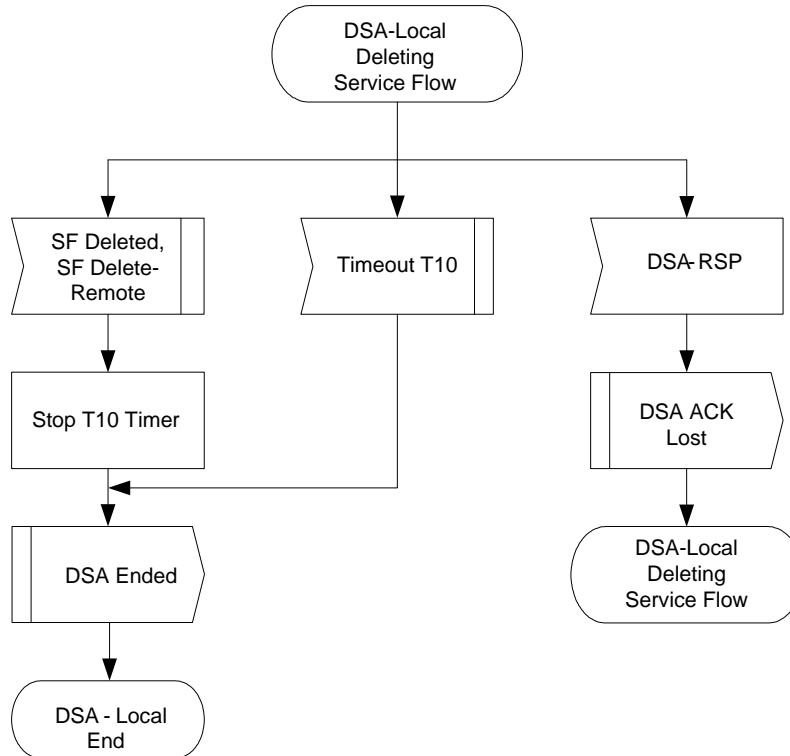 DSA-Local
Deleting
Service Flow
SF Deleted,
SF Delete-
Remote
Timeout T10
DSA-RSP
Stop T10 Timer
DSA ACK
Lost
DSA Ended
DSA-Local
Deleting
Service Flow
DSA - Local
End